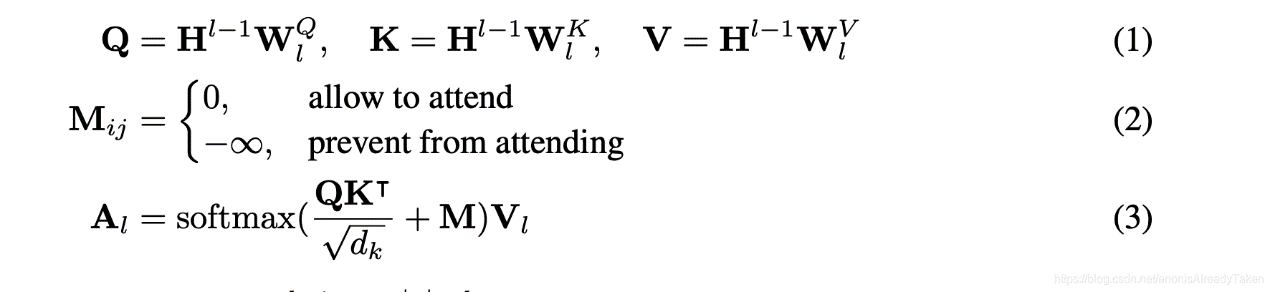 Q = H^{l−1}W_l^Q, K = H^{l−1}W_l^K, V = H^{l−1}W_l^V (1)
M_{ij} = { 0, allow to attend
−∞, prevent from attending (2)
A_l = softmax(QK^⊤/√d_k + M)V_l (3)
https://blog.csdn.net/anonisAlreadyTaken